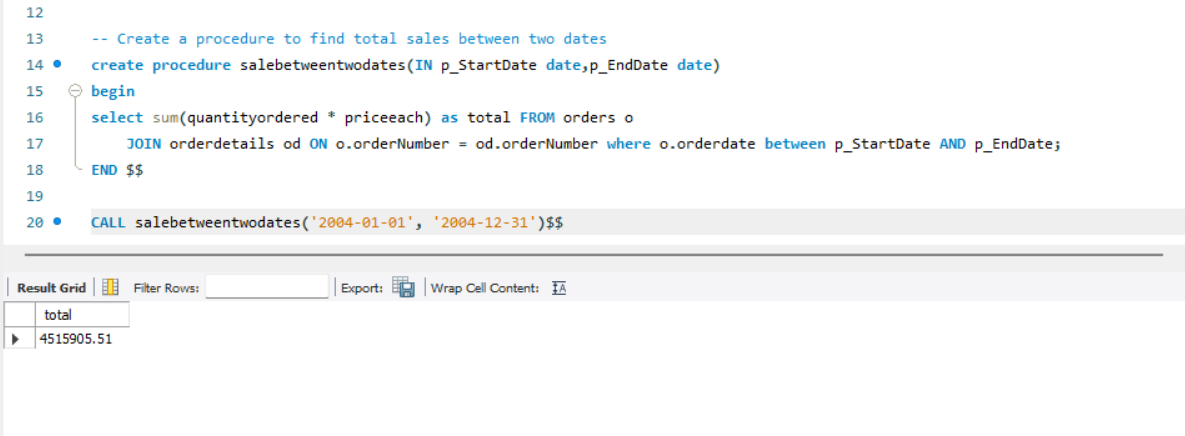 12
13 -- Create a procedure to find total sales between two dates
14 create procedure salebetweentwodates(IN p_StartDate date,p_EndDate date)
15 begin
16 select sum(quantityordered * priceeach) as total FROM orders o
17 JOIN orderdetails od ON o.orderNumber = od.orderNumber where o.orderdate between p_StartDate AND p_EndDate;
18 END $$
19
20 CALL salebetweentwodates('2004-01-01', '2004-12-31')$$
Result Grid Filter Rows: Export: Wrap Cell Content: IA
total
4515905.51